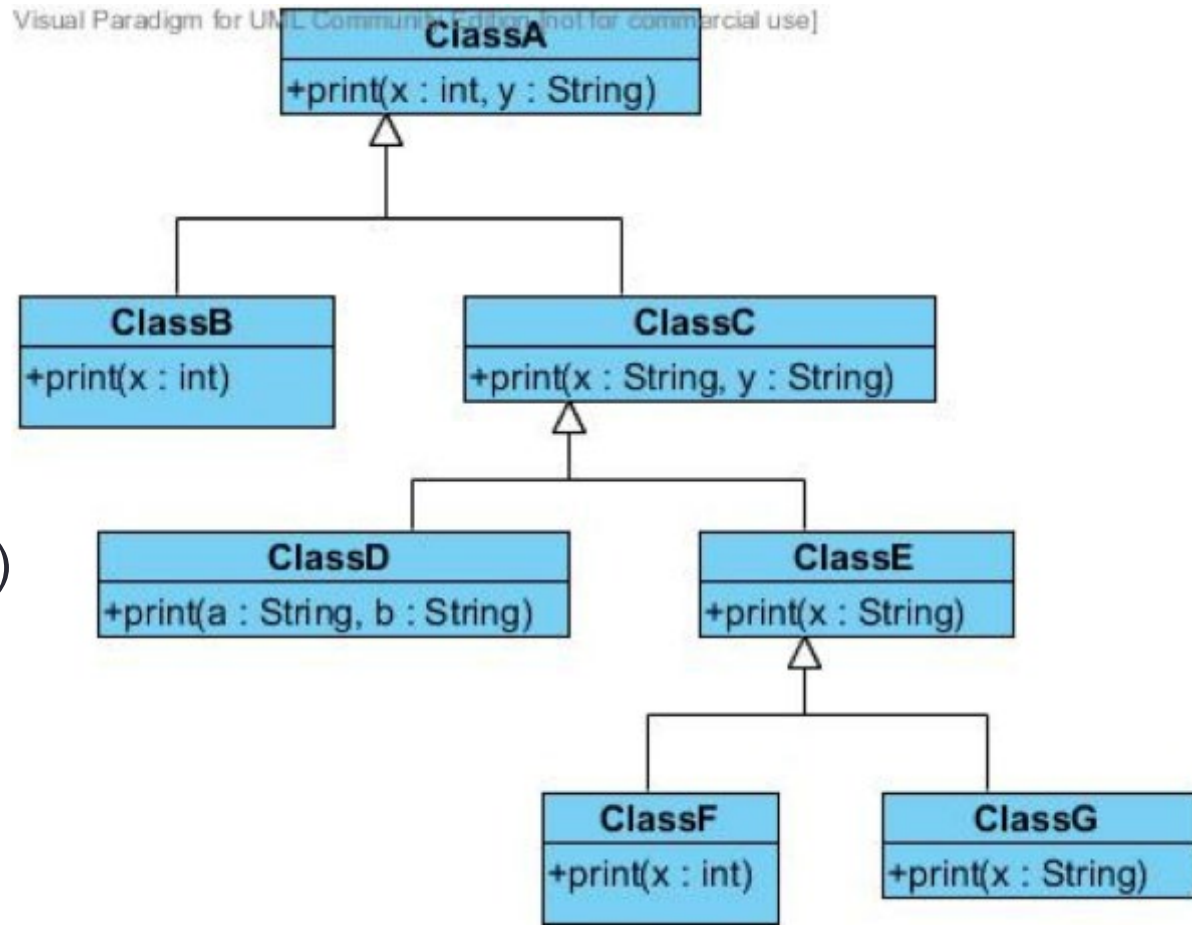 Visual Paradigm for UML Community Edition [not for commercial use]
ClassA
+print(x : int, y : String)
ClassB
+print(x : int)
ClassC
+print(x : String, y : String)
)
ClassD
+print(a : String, b : String)
ClassE
+print(x : String)
ClassF
+print(x : int)
ClassG
+print(x : String)